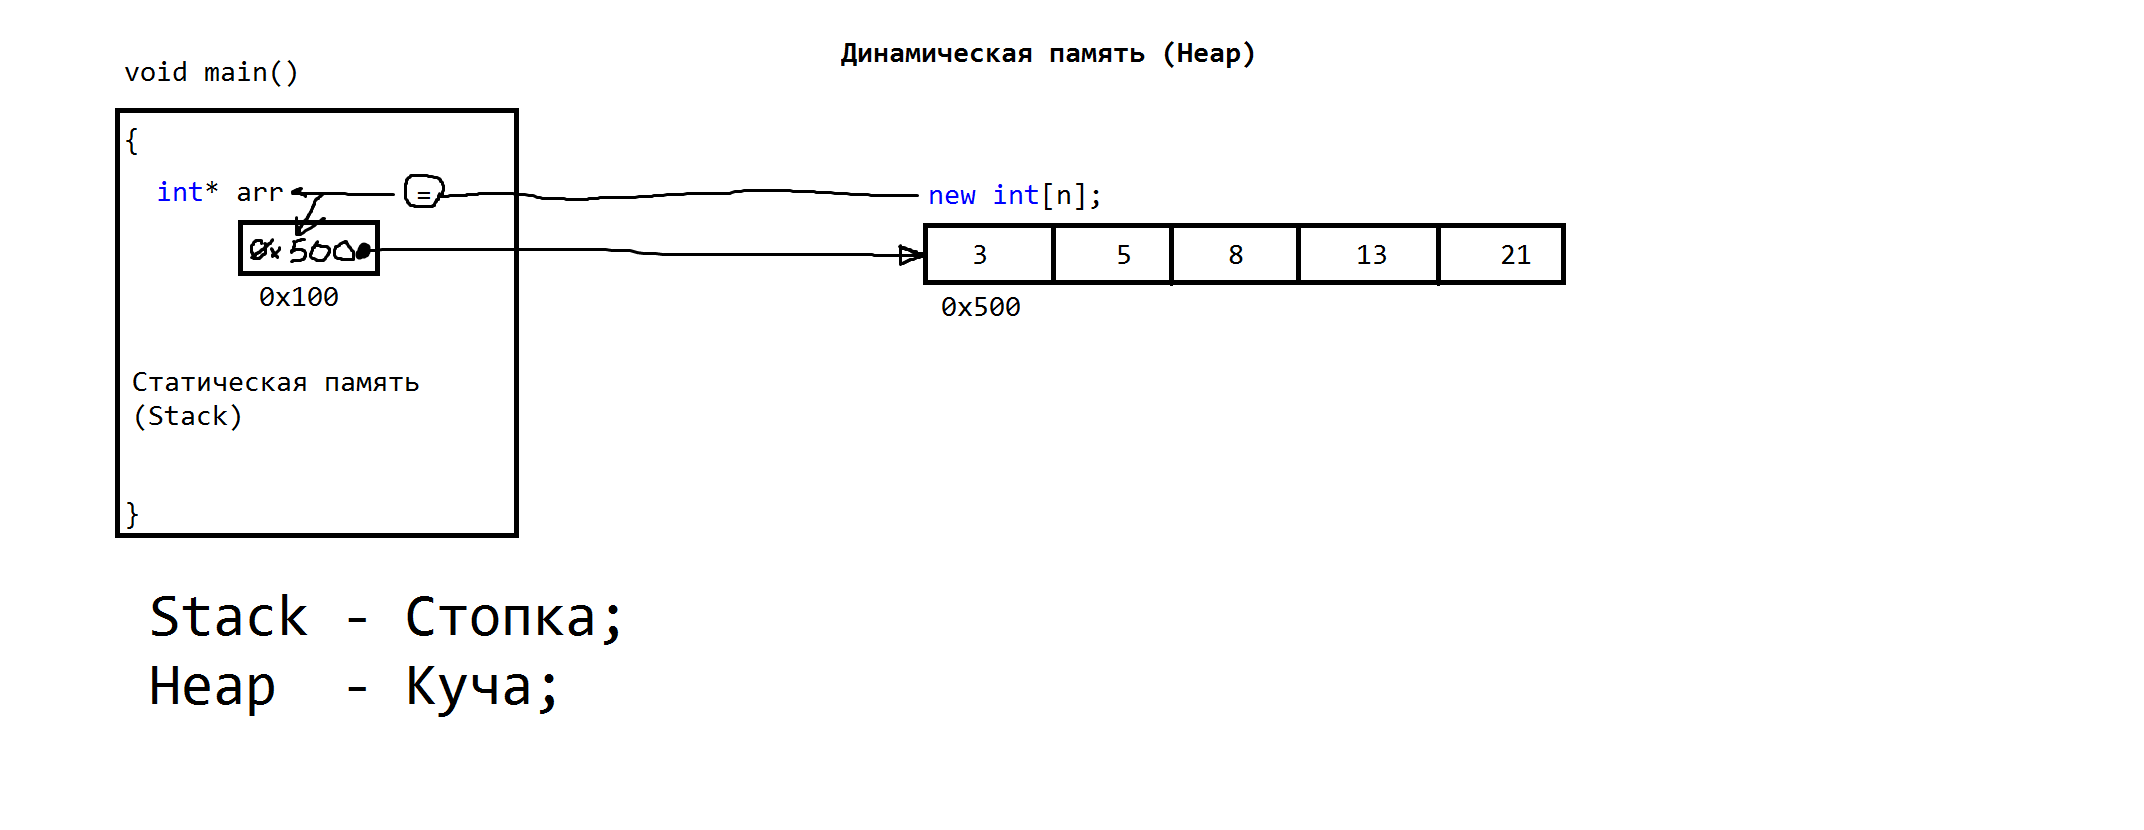 Динамическая память (Heap)
void main()
{
int* arr = new int[n];
0x500
3 5 8 13 21
0x100
0x500
Статическая память
(Stack)
}
Stack - Стопка;
Heap - Куча;